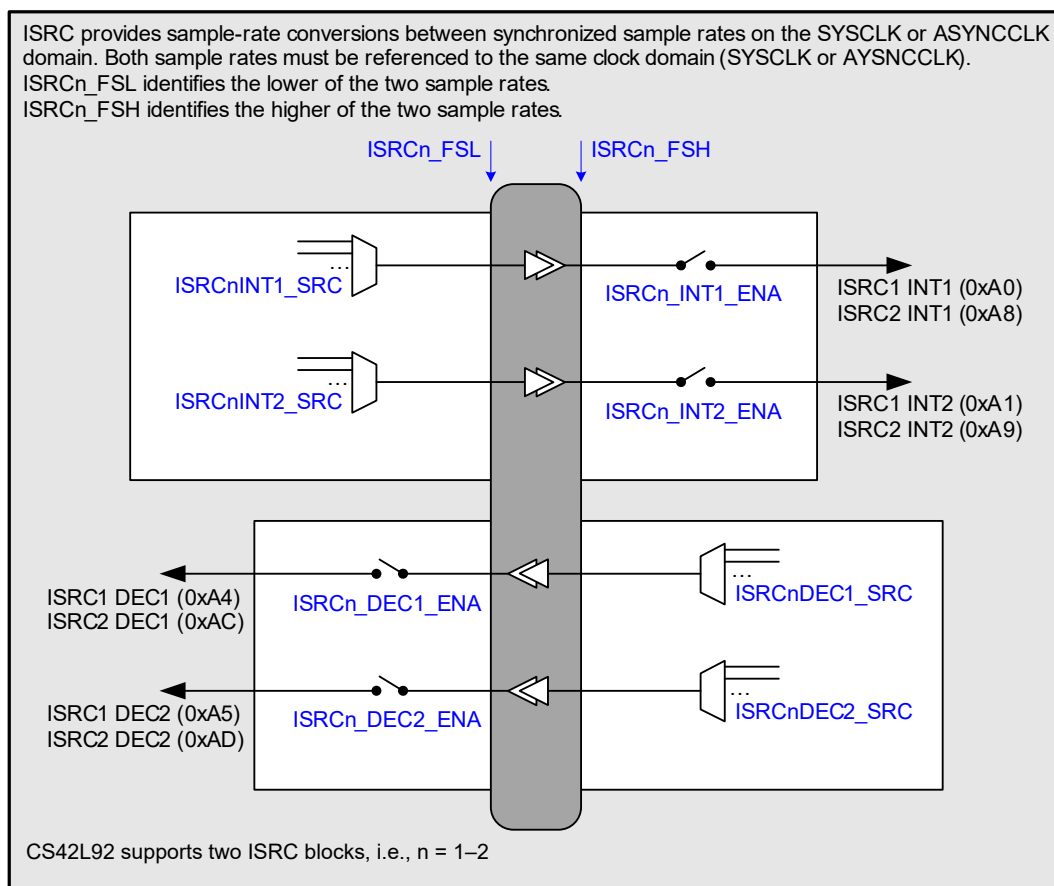 ISRC provides sample-rate conversions between synchronized sample rates on the SYSCLK or ASYNCCLK
domain. Both sample rates must be referenced to the same clock domain (SYSCLK or AYSNCCLK).
ISRCn_FSL identifies the lower of the two sample rates.
ISRCn_FSH identifies the higher of the two sample rates.
ISRCn_FSL
ISRCn_FSH
...
ISRCnINT1_SRC
ISRCn_INT1_ENA
ISRC1 INT1 (0xA0)
ISRC2 INT1 (0xA8)
...
ISRCnINT2_SRC
ISRCn_INT2_ENA
ISRC1 INT2 (0xA1)
ISRC2 INT2 (0xA9)
ISRC1 DEC1 (0xA4)
ISRC2 DEC1 (0xAC)
ISRCn_DEC1_ENA
...
ISRCnDEC1_SRC
ISRC1 DEC2 (0xA5)
ISRC2 DEC2 (0xAD)
ISRCn_DEC2_ENA
...
ISRCnDEC2_SRC
CS42L92 supports two ISRC blocks, i.e., n = 1–2